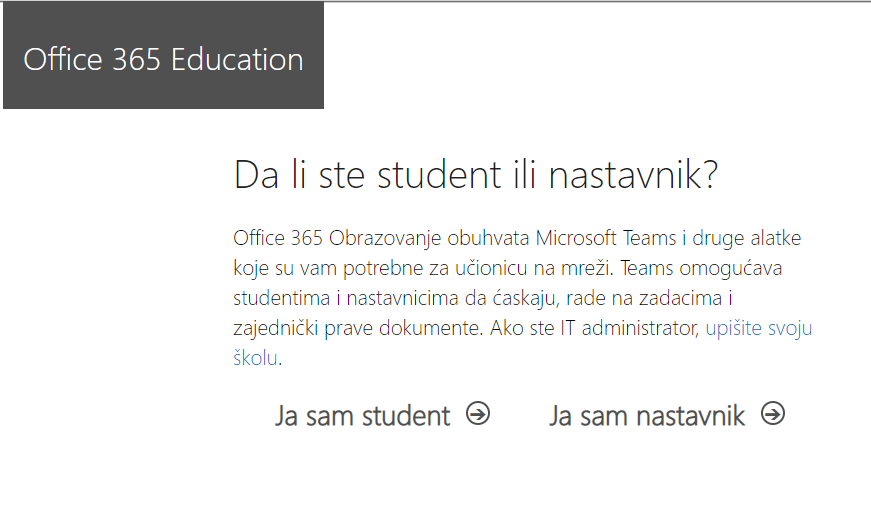 Office 365 Education
Da li ste student ili nastavnik?
Office 365 Obrazovanje obuhvata Microsoft Teams i druge alatke
koje su vam potrebne za učionicu na mreži. Teams omogućava
studentima i nastavnicima da ćaskaju, rade na zadacima i
zajednički prave dokumente. Ako ste IT administrator, upišite svoju
školu.
Ja sam student
Ja sam nastavnik